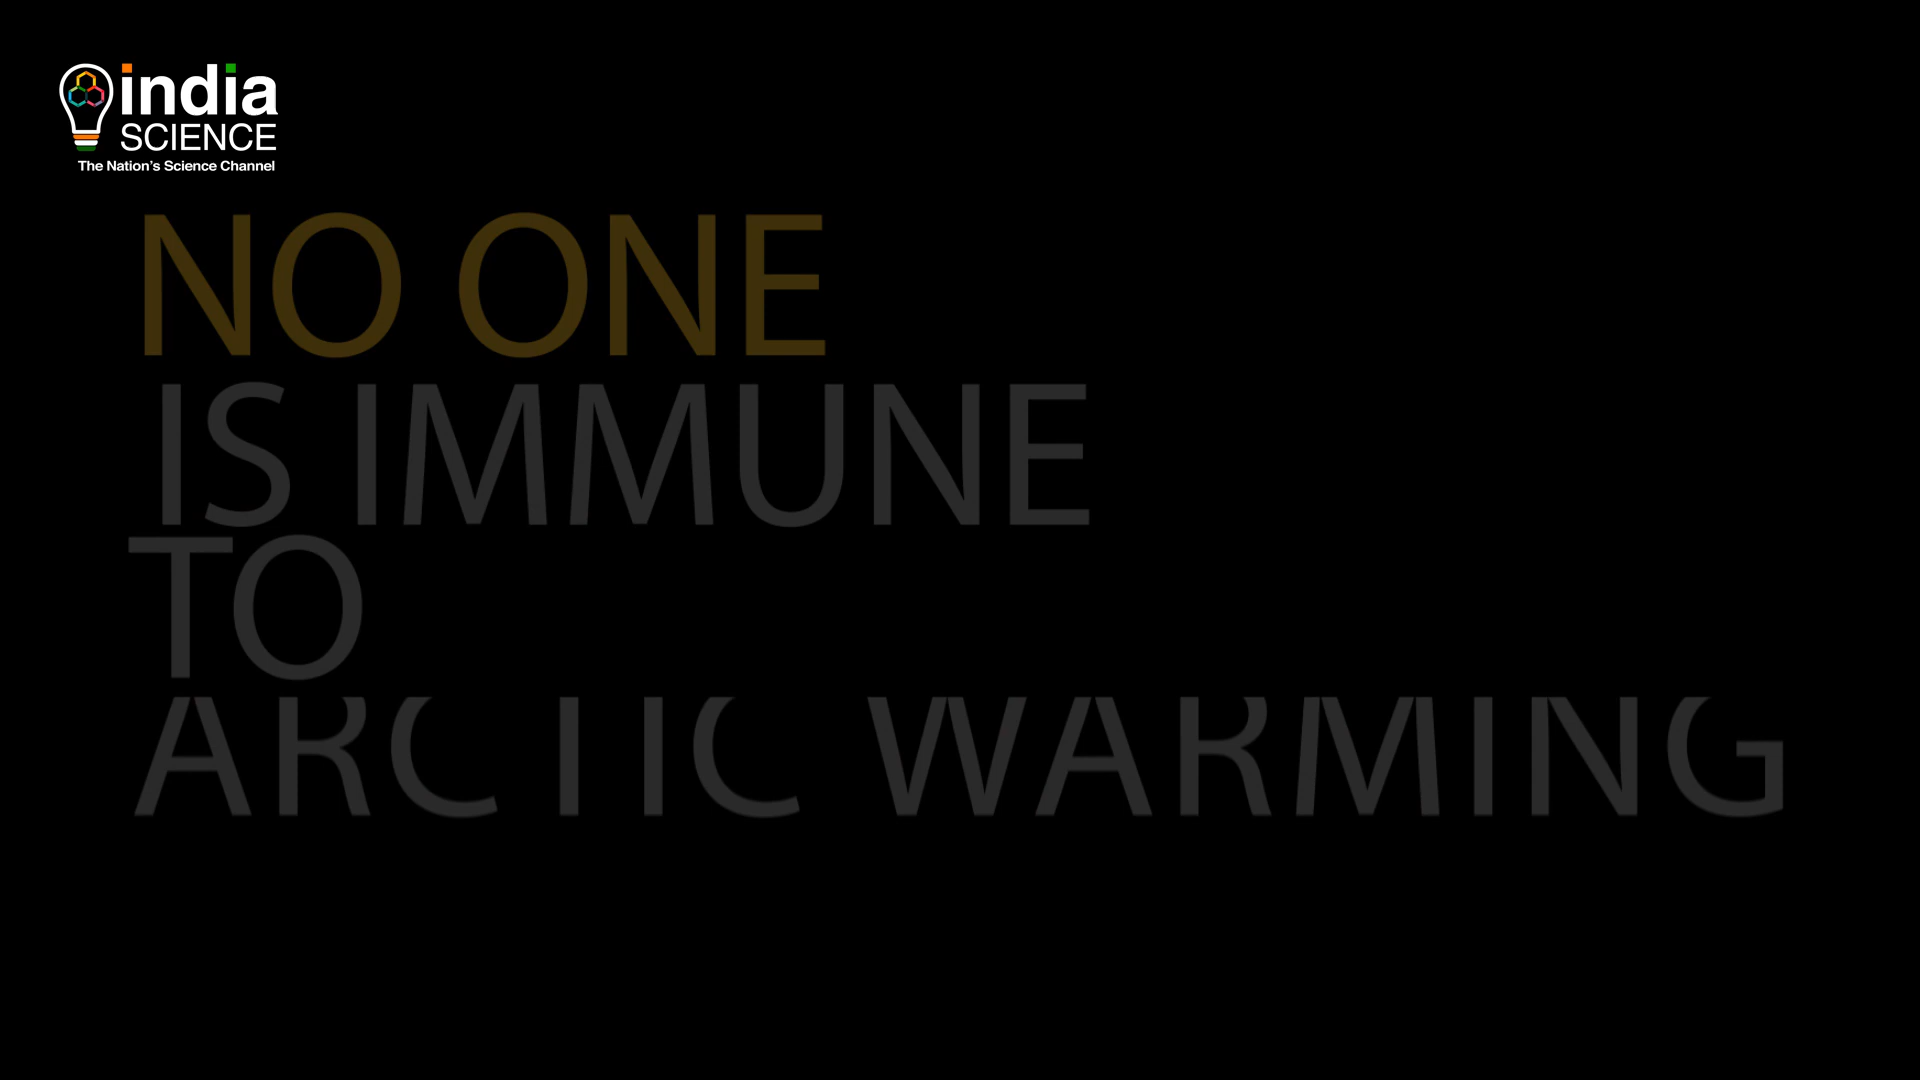 india
SCIENCE
The Nation's Science Channel
NO ONE
IS IMMUNE
TO
ARCTIC WARMING